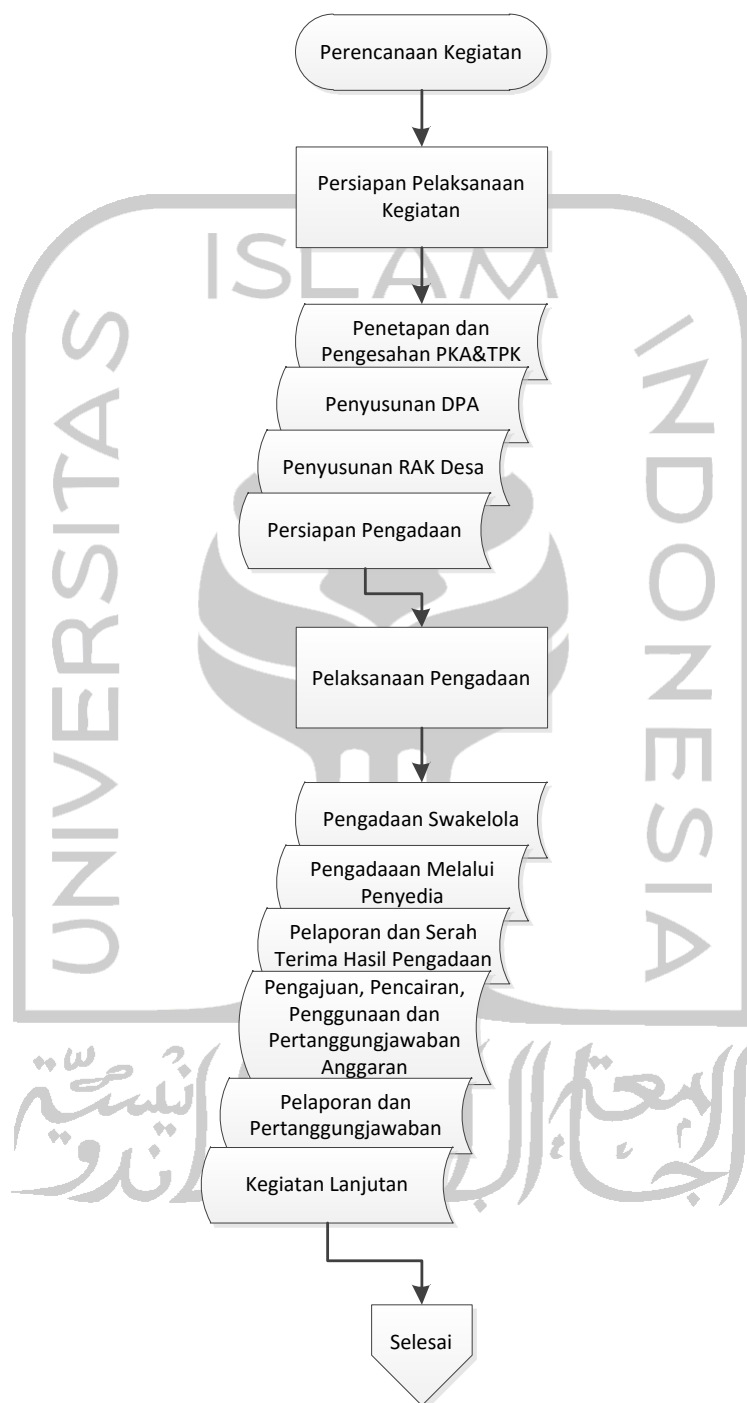 Perencanaan Kegiatan
Persiapan Pelaksanaan
Kegiatan
ISLAM
UNIVERSITAS
INDONESIA
Penetapan dan
Pengesahan PKA&TPK
Penyusunan DPA
Penyusunan RAK Desa
Persiapan Pengadaan
Pelaksanaan Pengadaan
Pengadaan Swakelola
Pengadaaan Melalui
Penyedia
Pelaporan dan Serah
Terima Hasil Pengadaan
Pengajuan, Pencairan,
Penggunaan dan
Pertanggungjawaban
Anggaran
Pelaporan dan
Pertanggungjawaban
Kegiatan Lanjutan
Selesai